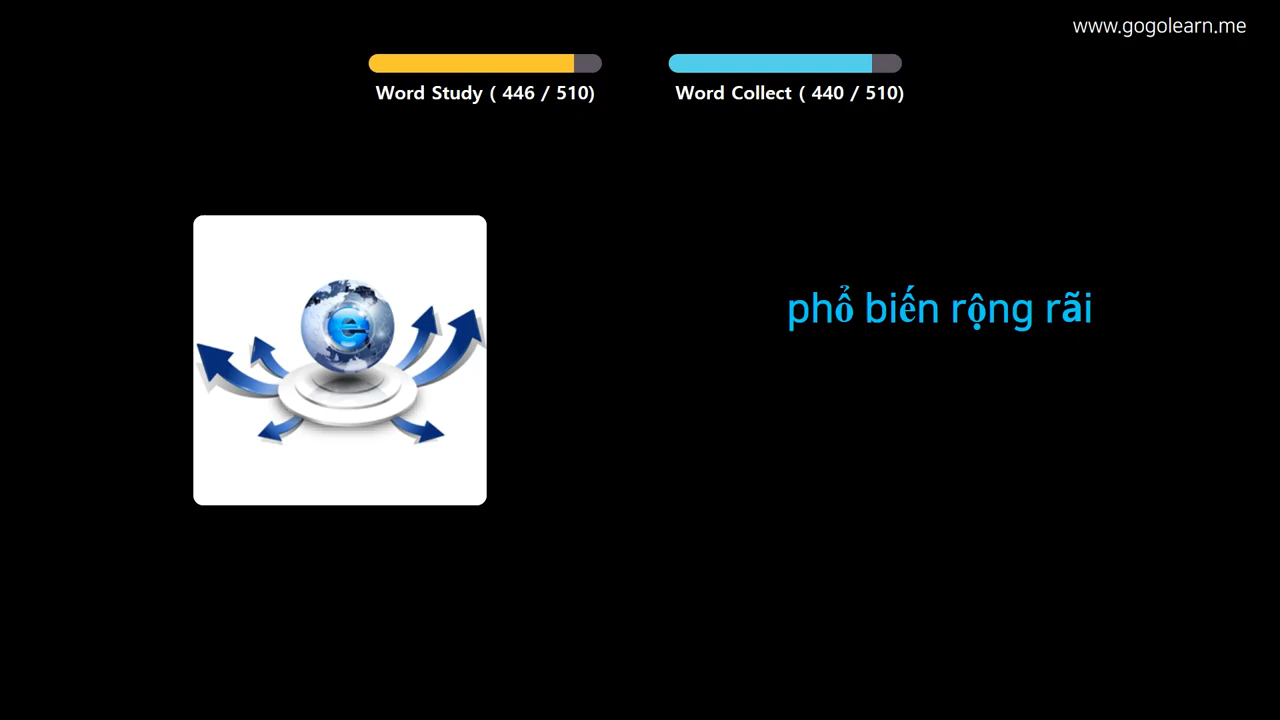 www.gogolearn.me
Word Study ( 446 / 510)
Word Collect ( 440 / 510)
e
phổ biến rộng rãi